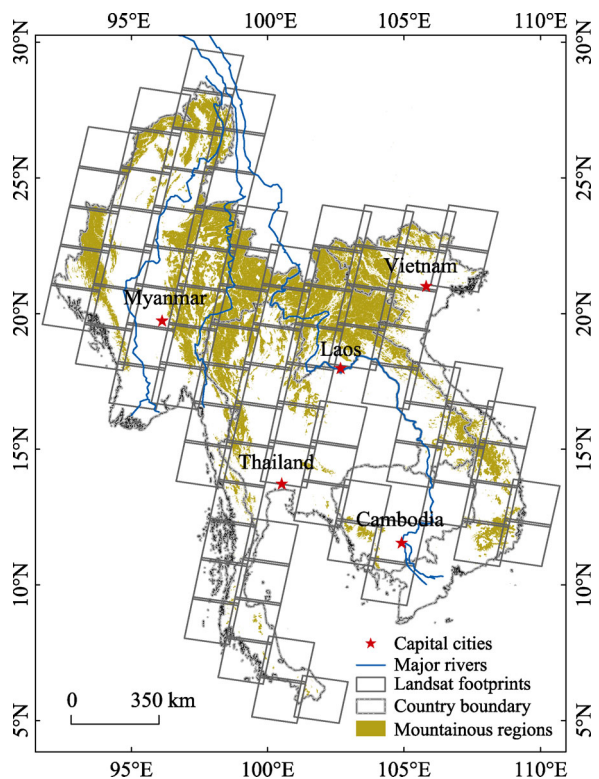 95°E 100°E 105°E 110°E
30°N 30°N
25°N 25°N
Vietnam
Myanmar
20°N 20°N
Laos
15°N 15°N
Thailand
Cambodia
10°N 10°N
Capital cities
Major rivers
Landsat footprints
0 350 km
Country boundary
5°N 5°N
Mountainous regions
95°E 100°E 105°E 110°E